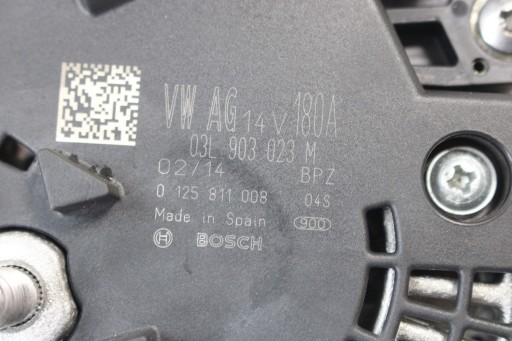 VW AG 14V 180A
03L 903 023 M
02/14 BPZ
0 125 811 008 04S
Made in Spain 900
BOSCH